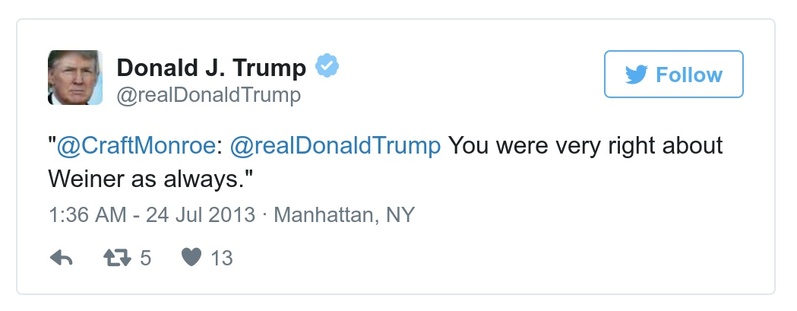 Donald J. Trump
@realDonaldTrump
Follow
"@CraftMonroe: @realDonaldTrump You were very right about
Weiner as always."
1:36 AM - 24 Jul 2013 · Manhattan, NY
5 13